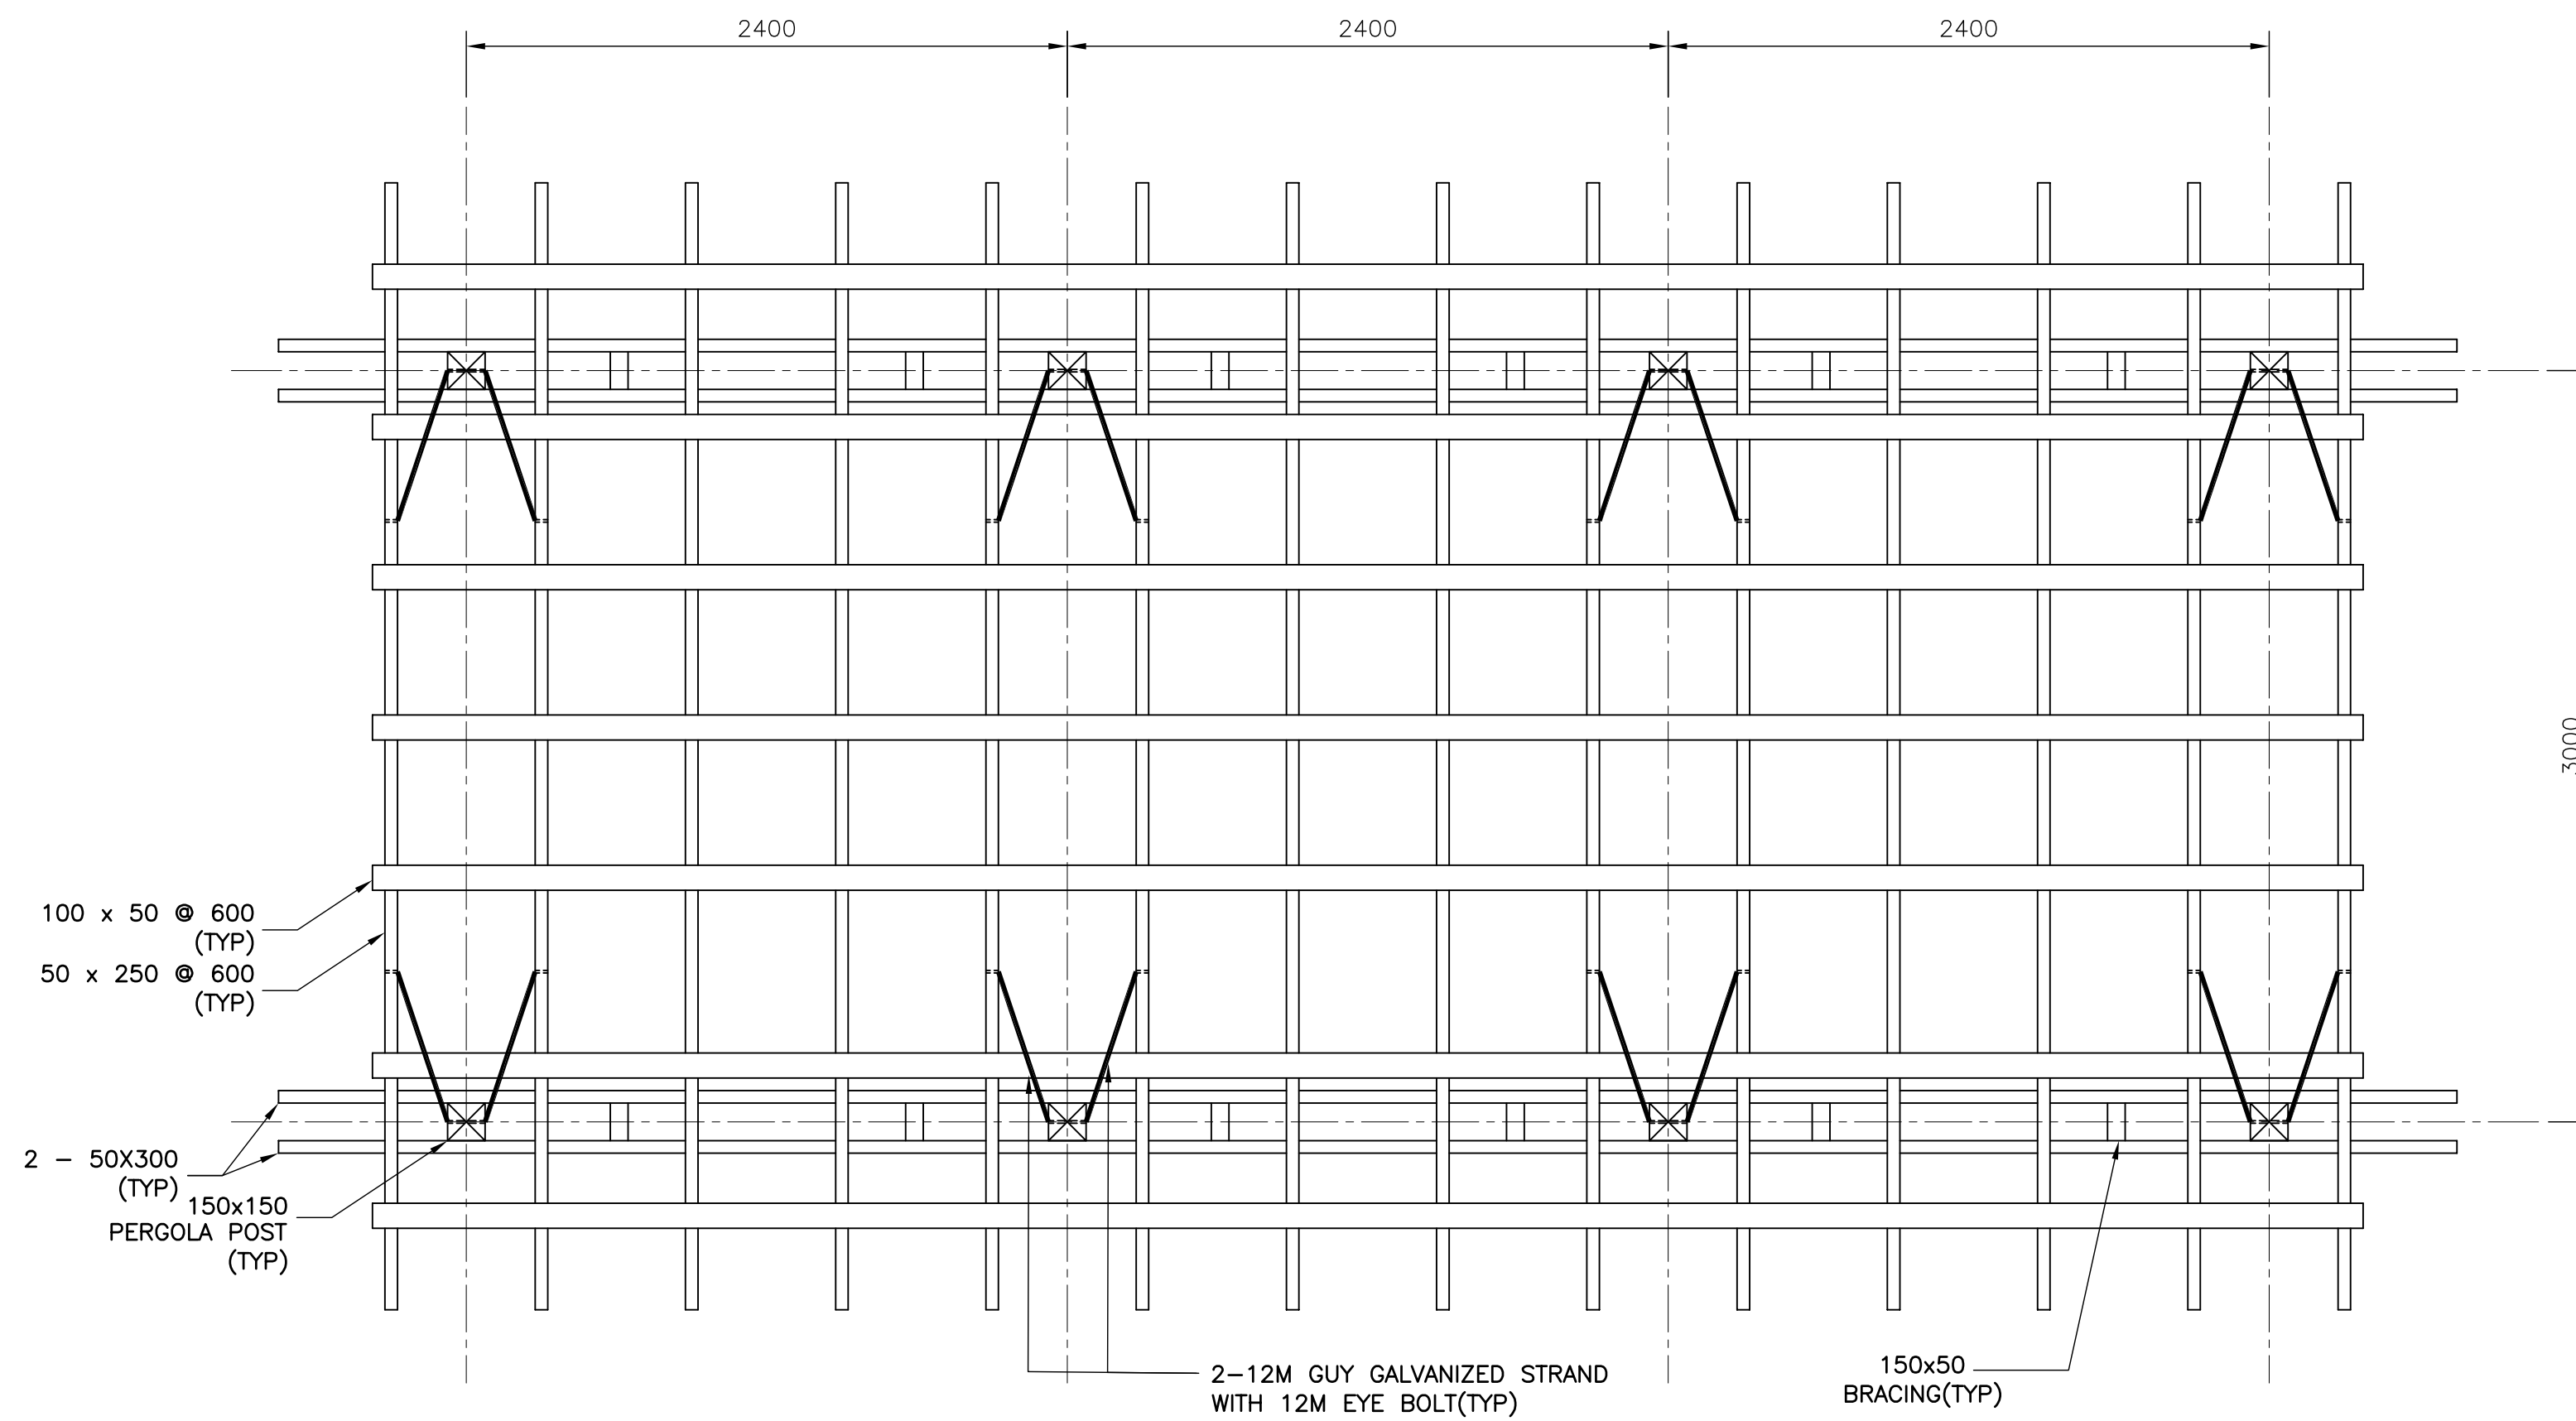 2400
2400
2400
3000
100 x 50 @ 600
(TYP)
50 x 250 @ 600
(TYP)
2 - 50X300
(TYP)
150x150
PERGOLA POST
(TYP)
2-12M GUY GALVANIZED STRAND
WITH 12M EYE BOLT(TYP)
150x50
BRACING(TYP)